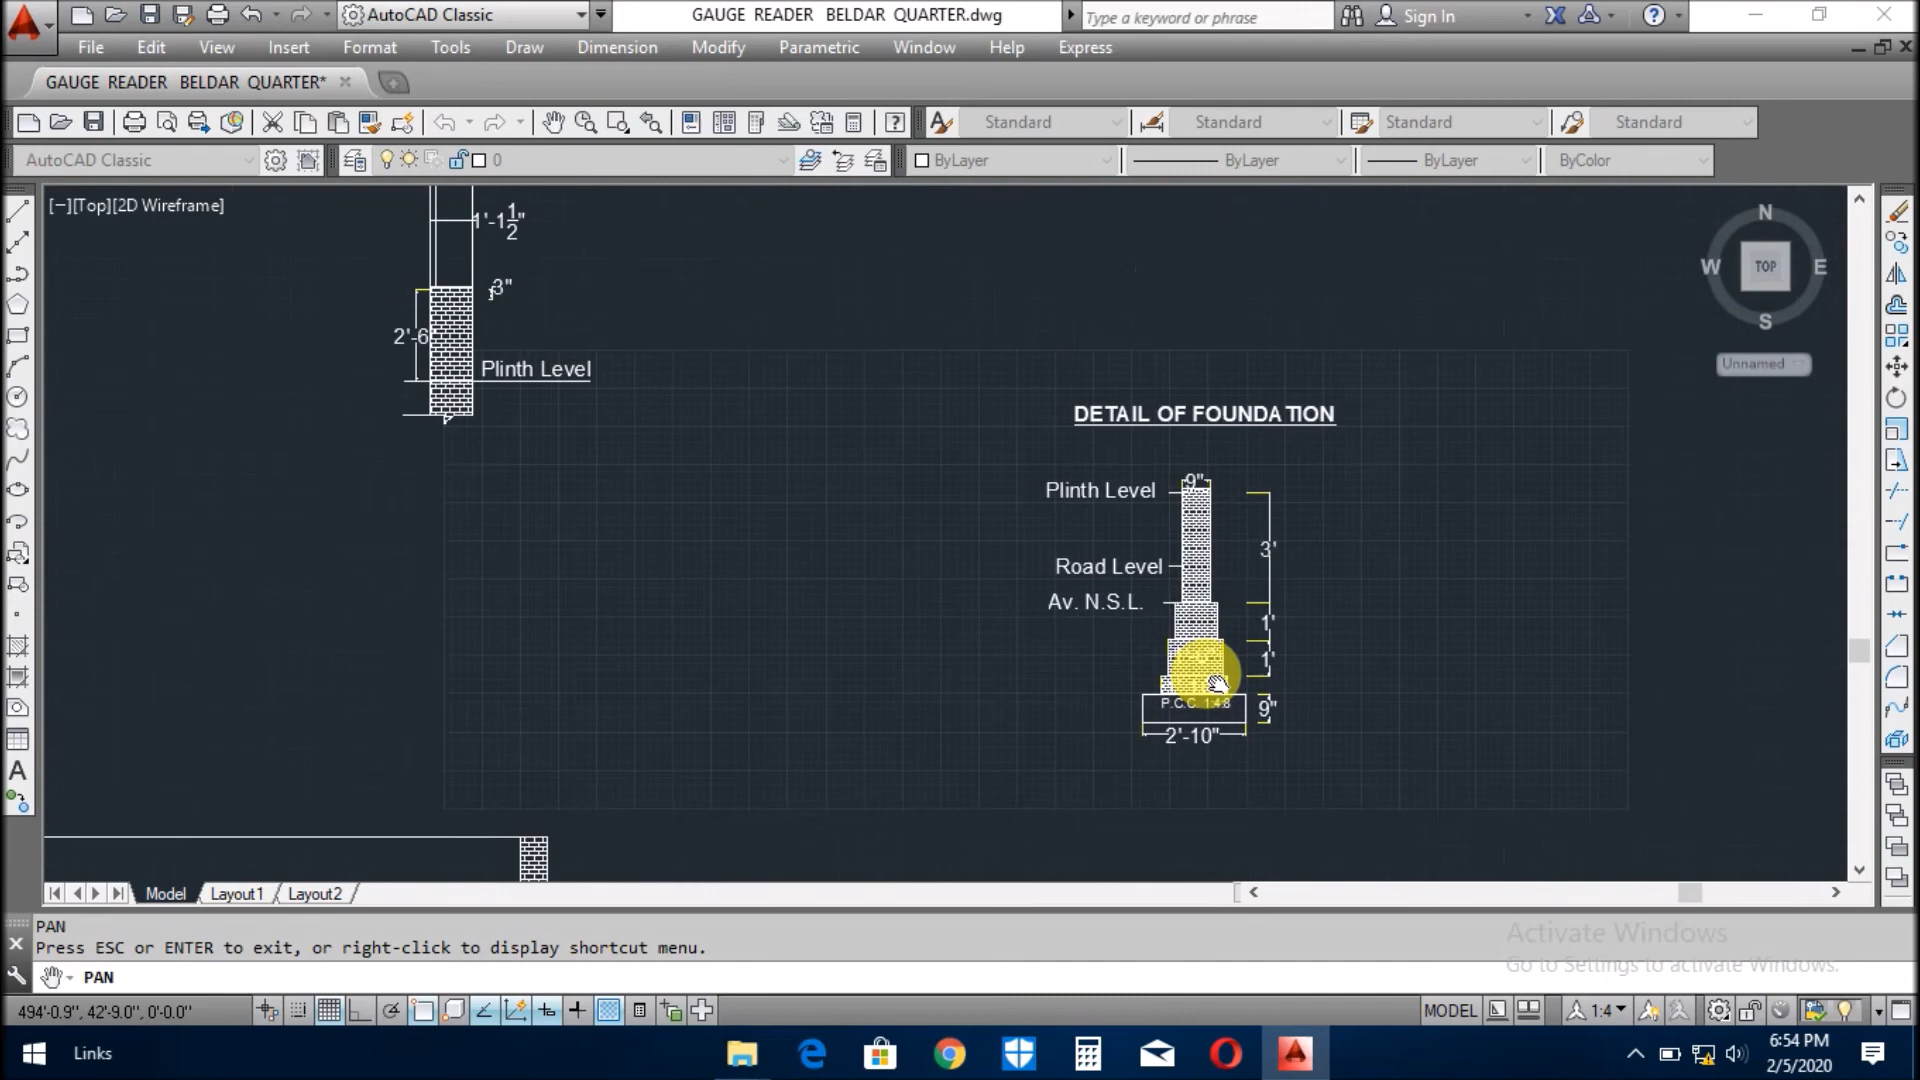 AutoCAD Classic
GAUGE READER BELDAR QUARTER.dwg
Type a keyword or phrase
Sign In
File Edit View Insert Format Tools Draw Dimension Modify Parametric Window Help Express
GAUGE READER BELDAR QUARTER*
Standard Standard Standard Standard
AutoCAD Classic 0 ByLayer ByLayer ByLayer ByColor
[−][Top][2D Wireframe]
1'-1 1/2"
3"
2'-6
Plinth Level
N
W TOP E
S
Unnamed
DETAIL OF FOUNDATION
9"
Plinth Level
3'
Road Level
Av. N.S.L.
1'
1'
P.C.C. 1:4:8
9"
2'-10"
Model Layout1 Layout2
PAN
Press ESC or ENTER to exit, or right-click to display shortcut menu.
PAN
Activate Windows
Go to Settings to activate Windows.
494'-0.9", 42'-9.0", 0'-0.0"
MODEL 1:4
Links
6:54 PM
2/5/2020